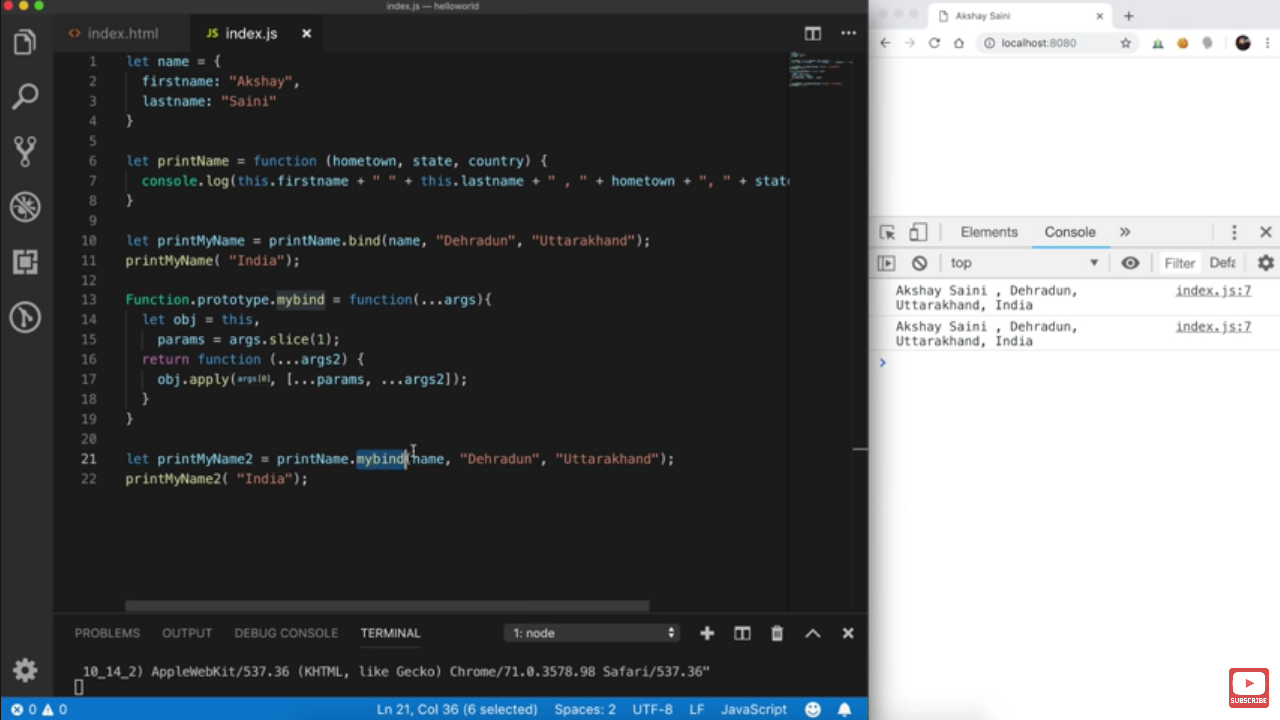 index.js — helloworld
index.html
JS index.js
1 let name = {
2 firstname: "Akshay",
3 lastname: "Saini"
4 }
5
6 let printName = function (hometown, state, country) {
7 console.log(this.firstname + " " + this.lastname + " , " + hometown + ", " + state
8 }
9
10 let printMyName = printName.bind(name, "Dehradun", "Uttarakhand");
11 printMyName( "India");
12
13 Function.prototype.mybind = function(...args){
14 let obj = this,
15 params = args.slice(1);
16 return function (...args2) {
17 obj.apply(args[0], [...params, ...args2]);
18 }
19 }
20
21 let printMyName2 = printName.mybind(name, "Dehradun", "Uttarakhand");
22 printMyName2( "India");
PROBLEMS OUTPUT DEBUG CONSOLE TERMINAL 1: node
10_14_2) AppleWebKit/537.36 (KHTML, like Gecko) Chrome/71.0.3578.98 Safari/537.36"
0 0 Ln 21, Col 36 (6 selected) Spaces: 2 UTF-8 LF JavaScript
Akshay Saini
localhost:8080
Elements Console
top Filter Defa
Akshay Saini , Dehradun, index.js:7
Uttarakhand, India
Akshay Saini , Dehradun, index.js:7
Uttarakhand, India
SUBSCRIBE